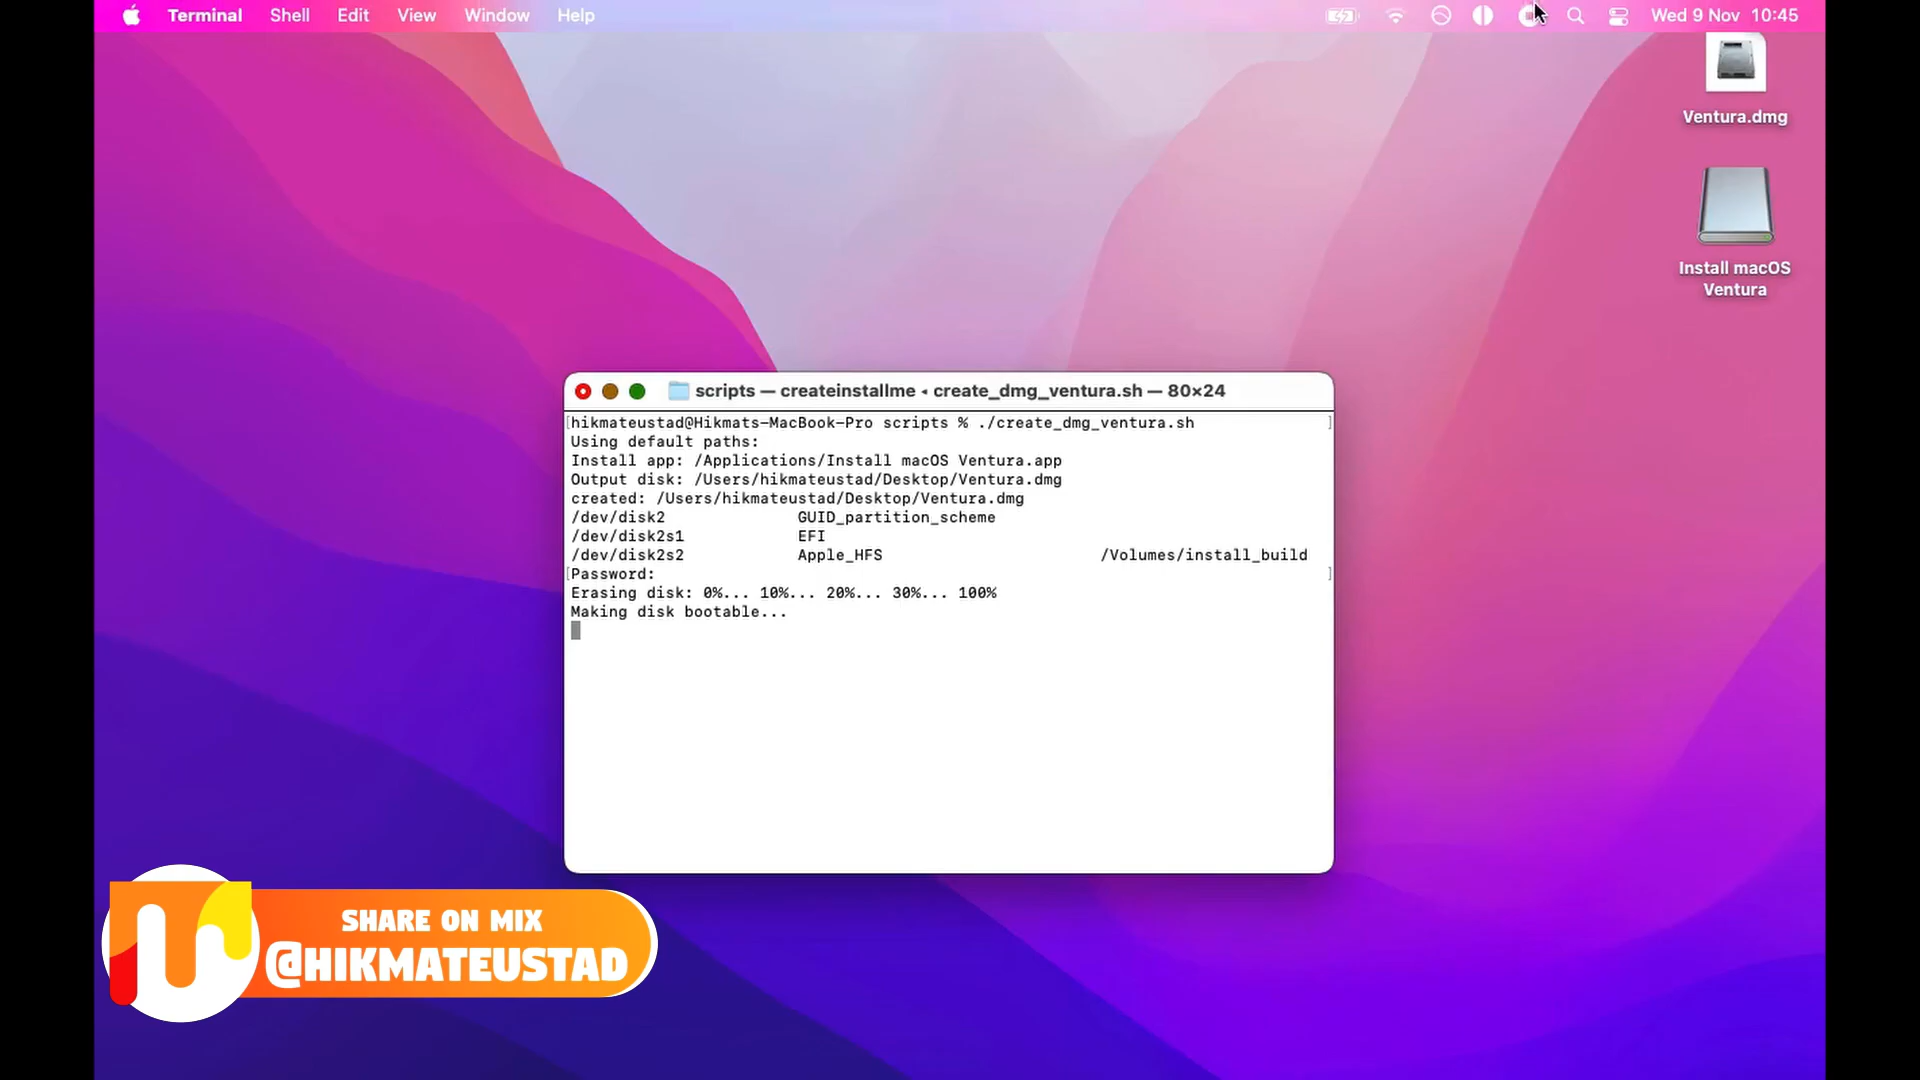 Terminal Shell Edit View Window Help Wed 9 Nov 10:45
Ventura.dmg
Install macOS
Ventura
scripts — createinstallme ◂ create_dmg_ventura.sh — 80×24
[hikmateustad@Hikmats-MacBook-Pro scripts % ./create_dmg_ventura.sh ]
Using default paths:
Install app: /Applications/Install macOS Ventura.app
Output disk: /Users/hikmateustad/Desktop/Ventura.dmg
created: /Users/hikmateustad/Desktop/Ventura.dmg
/dev/disk2 GUID_partition_scheme
/dev/disk2s1 EFI
/dev/disk2s2 Apple_HFS /Volumes/install_build
[Password: ]
Erasing disk: 0%... 10%... 20%... 30%... 100%
Making disk bootable...
SHARE ON MIX
@HIKMATEUSTAD